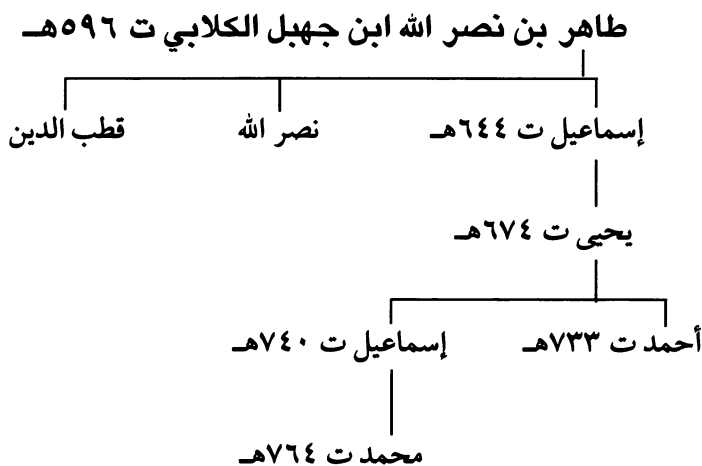 طاهر بن نصر الله ابن جهبل الكلابي ت ٥٩٦هـ
إسماعيل ت ٦٤٤هـ نصر الله قطب الدين
يحيى ت ٦٧٤هـ
أحمد ت ٧٣٣هـ إسماعيل ت ٧٤٠هـ
محمد ت ٧٦٤هـ